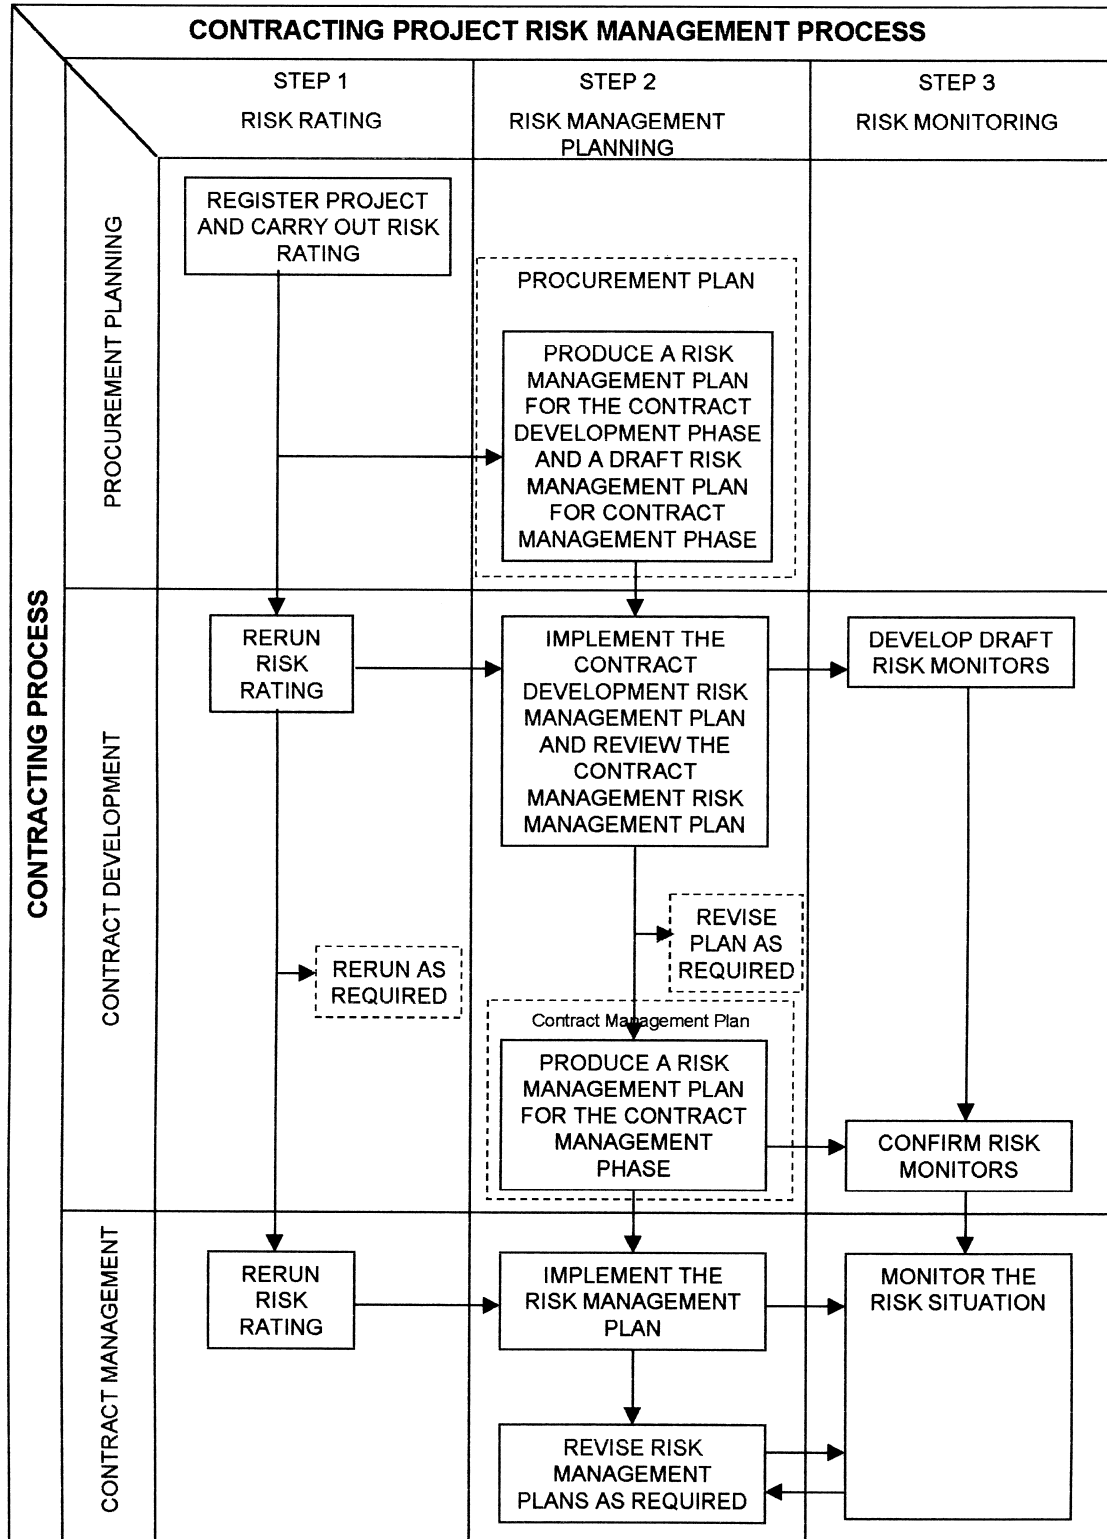 CONTRACTING PROJECT RISK MANAGEMENT PROCESS
STEP 1
RISK RATING
STEP 2
RISK MANAGEMENT
PLANNING
STEP 3
RISK MONITORING
CONTRACTING PROCESS
PROCUREMENT PLANNING
REGISTER PROJECT
AND CARRY OUT RISK
RATING
PROCUREMENT PLAN
PRODUCE A RISK
MANAGEMENT PLAN
FOR THE CONTRACT
DEVELOPMENT PHASE
AND A DRAFT RISK
MANAGEMENT PLAN
FOR CONTRACT
MANAGEMENT PHASE
CONTRACT DEVELOPMENT
RERUN
RISK
RATING
IMPLEMENT THE
CONTRACT
DEVELOPMENT RISK
MANAGEMENT PLAN
AND REVIEW THE
CONTRACT
MANAGEMENT RISK
MANAGEMENT PLAN
DEVELOP DRAFT
RISK MONITORS
REVISE
PLAN AS
REQUIRED
RERUN AS
REQUIRED
Contract Management Plan
PRODUCE A RISK
MANAGEMENT PLAN
FOR THE CONTRACT
MANAGEMENT
PHASE
CONFIRM RISK
MONITORS
CONTRACT MANAGEMENT
RERUN
RISK
RATING
IMPLEMENT THE
RISK MANAGEMENT
PLAN
MONITOR THE
RISK SITUATION
REVISE RISK
MANAGEMENT
PLANS AS REQUIRED